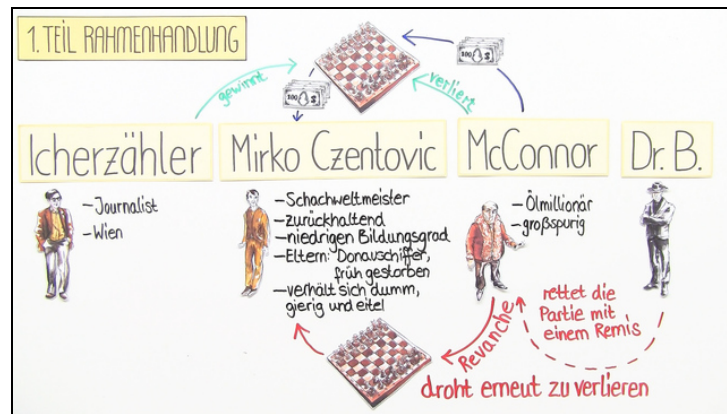 1. TEIL RAHMENHANDLUNG
gewinnt
100 $
100 $
verliert
Icherzähler
Mirko Czentovic
McConnor
Dr. B.
– Journalist
– Wien
– Schachweltmeister
– zurückhaltend
– niedrigen Bildungsgrad
– Eltern: Donauschiffer,
früh gestorben
– verhält sich dumm,
gierig und eitel
– Ölmillionär
– großspurig
Revanche
rettet die
Partie mit
einem Remis
droht erneut zu verlieren